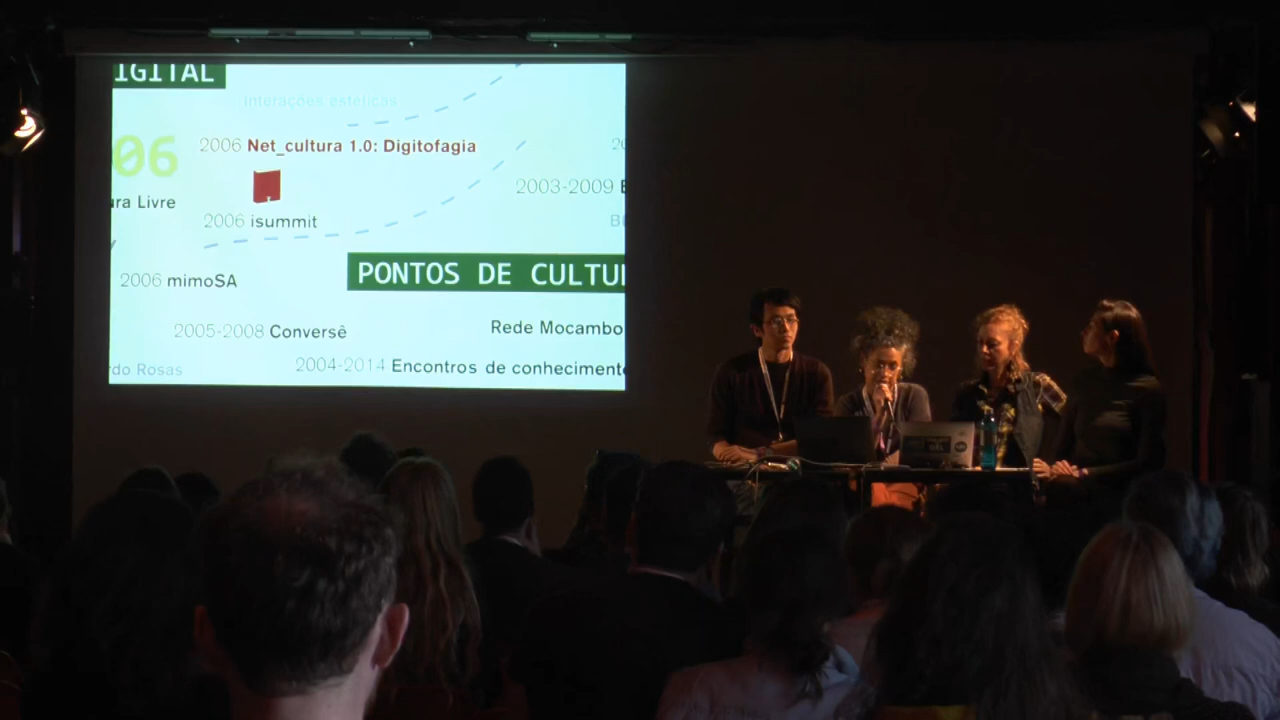 IGITAL
Interações estéticas
06
2006 Net_cultura 1.0: Digitofagia
2003-2009
ura Livre
2006 isummit
PONTOS DE CULTU
2006 mimoSA
2005-2008 Conversê
Rede Mocambo
rdo Rosas
2004-2014 Encontros de conheciment